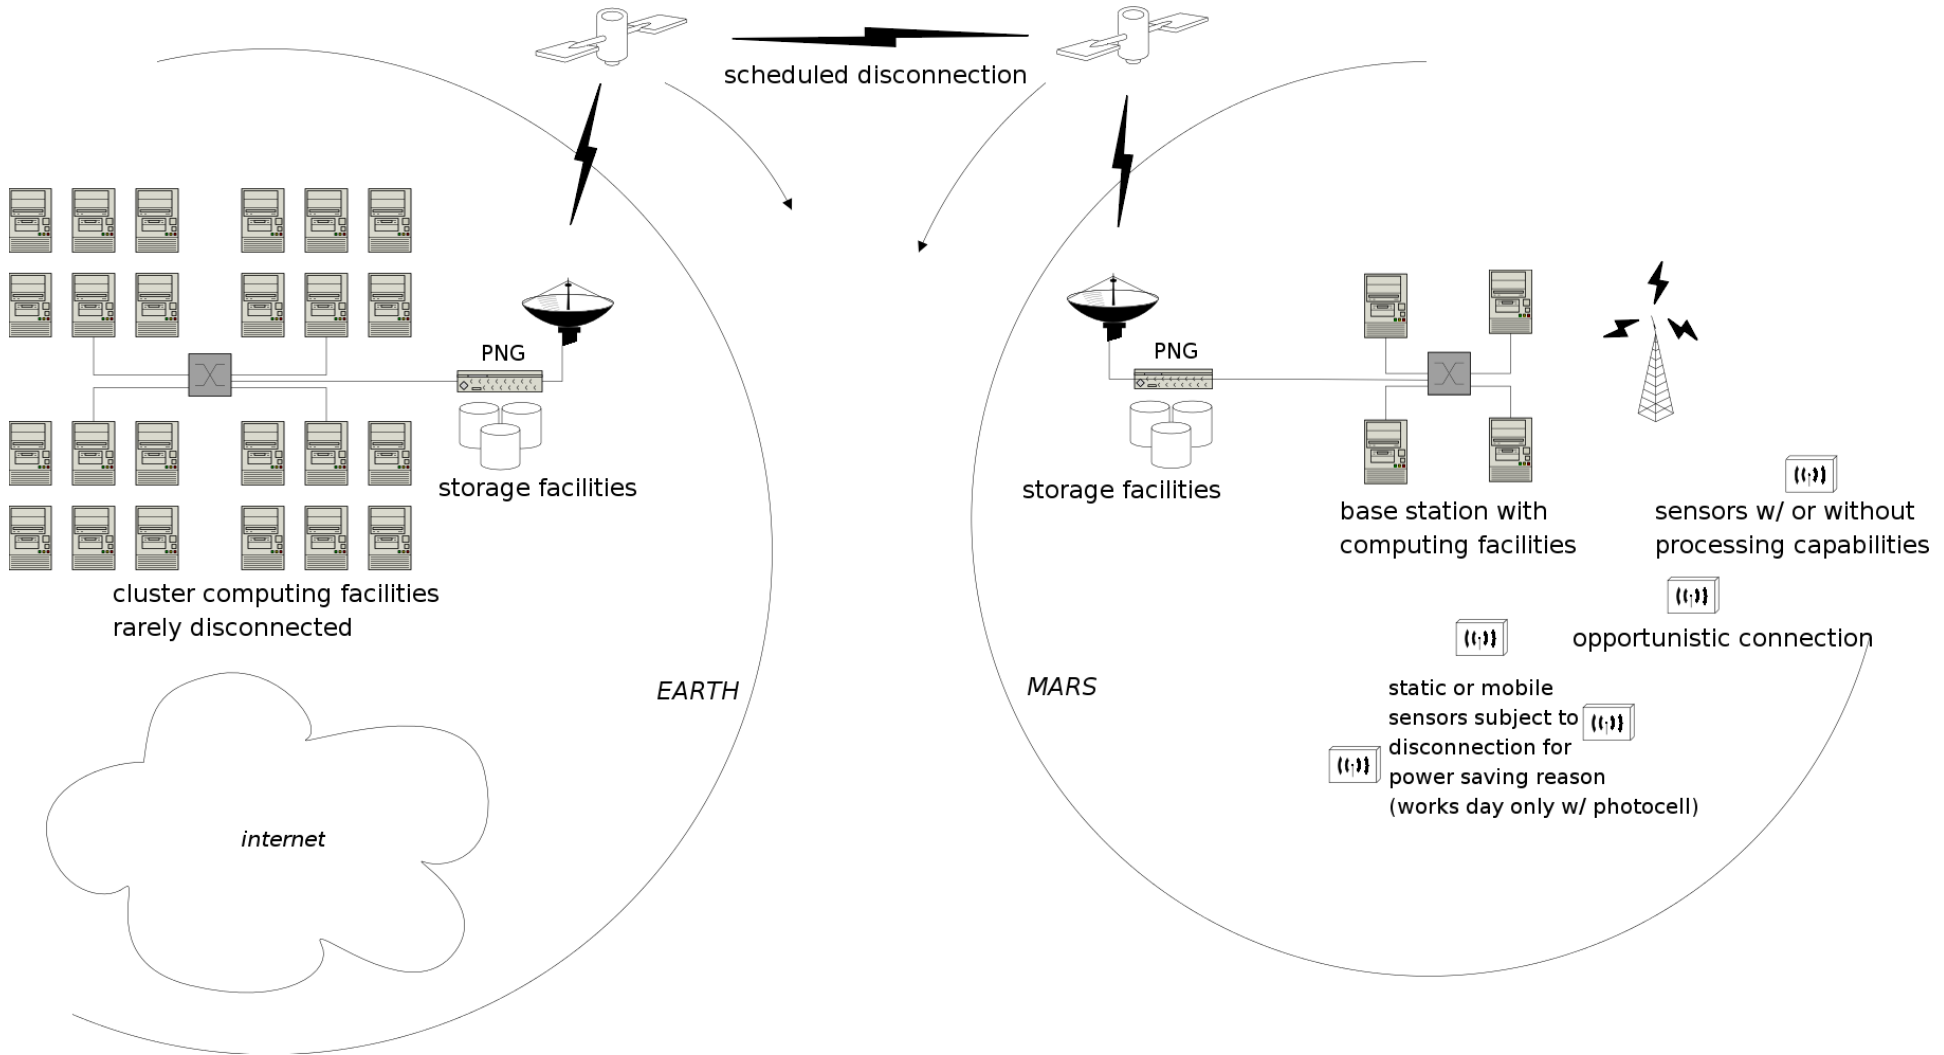 scheduled disconnection
PNG
storage facilities
cluster computing facilities
rarely disconnected
EARTH
internet
PNG
storage facilities
base station with
computing facilities
sensors w/ or without
processing capabilities
opportunistic connection
MARS
static or mobile
sensors subject to
disconnection for
power saving reason
(works day only w/ photocell)